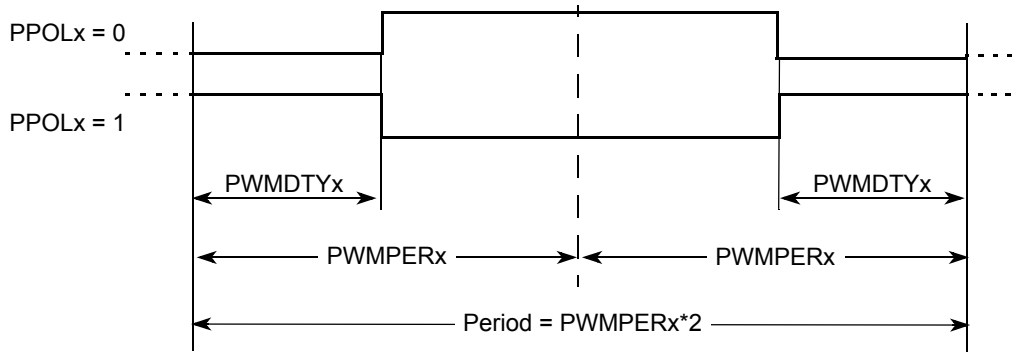 PPOLx = 0
PPOLx = 1
PWMDTYx
PWMDTYx
PWMPERx
PWMPERx
Period = PWMPERx*2